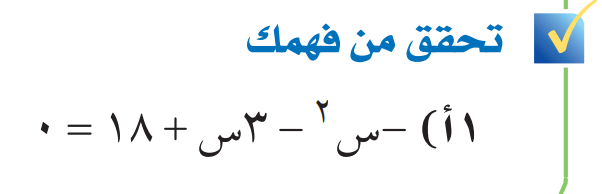 تحقق من فهمك
١أ) –س٢ – ٣س + ١٨ = ٠